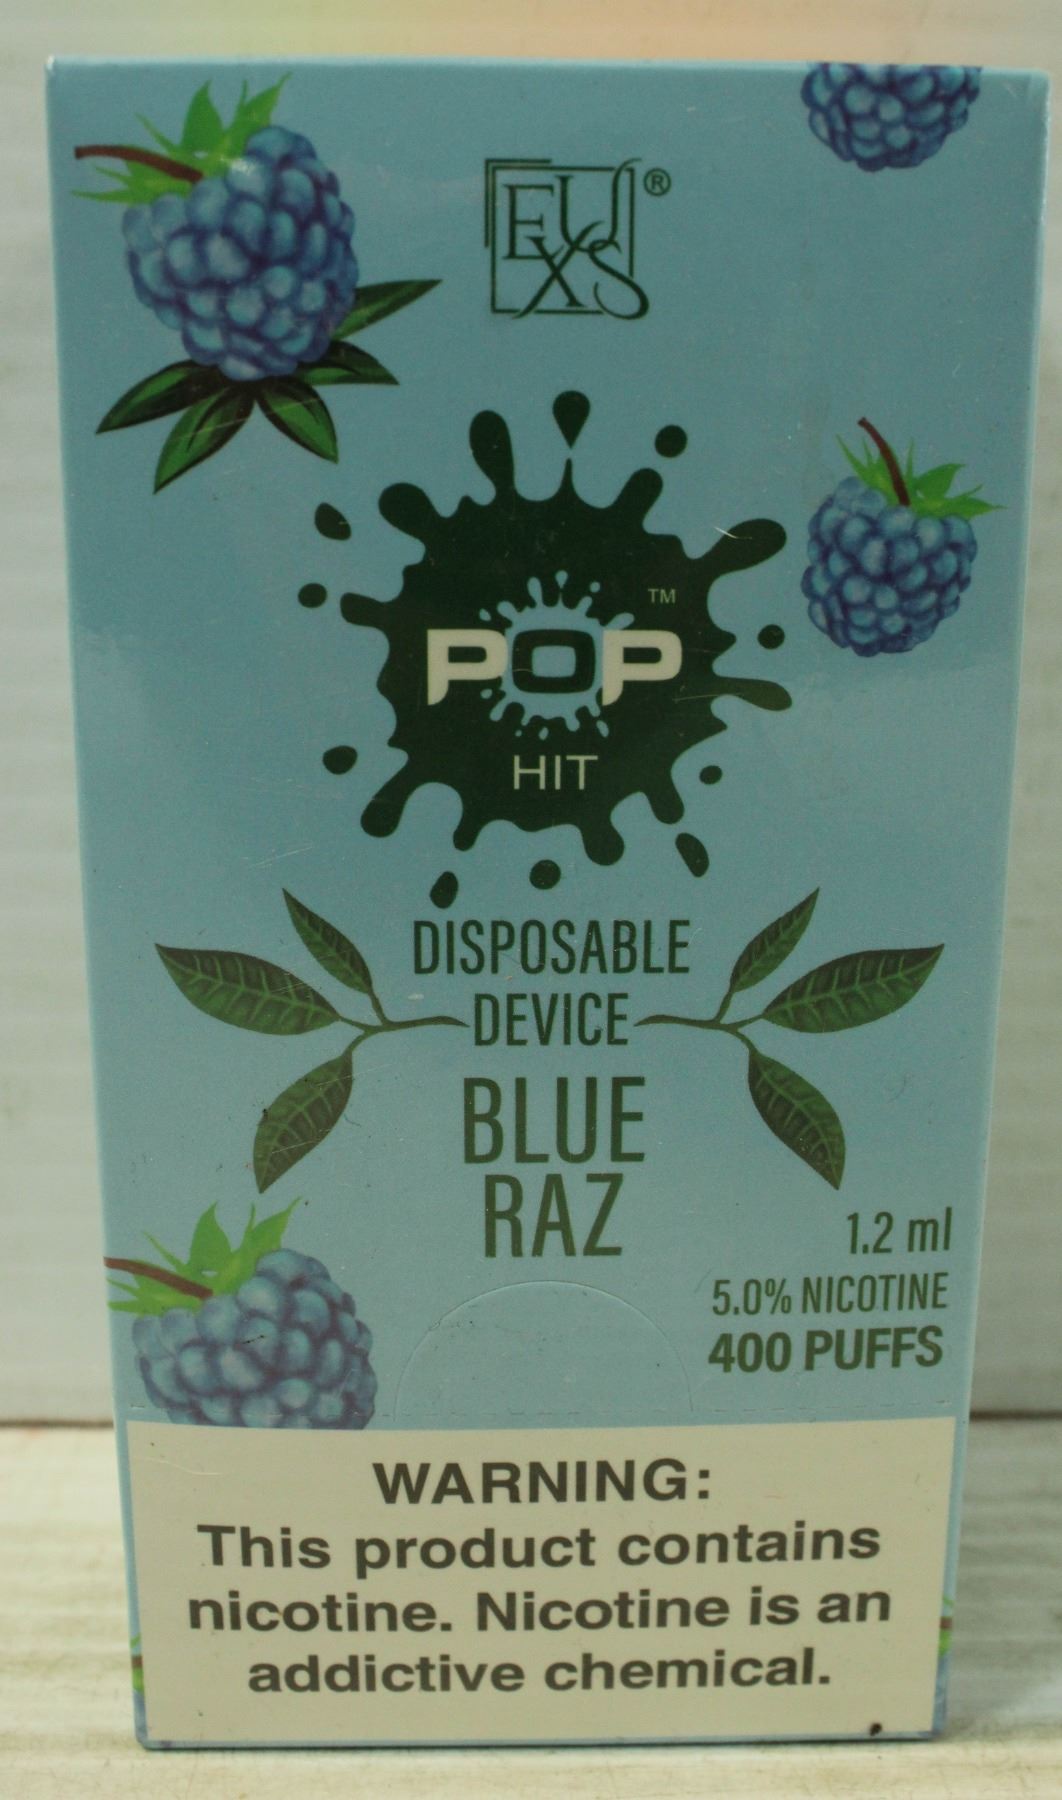 EUXS®
POP™
HIT
DISPOSABLE
DEVICE
BLUE
RAZ
1.2 ml
5.0% NICOTINE
400 PUFFS
WARNING:
This product contains
nicotine. Nicotine is an
addictive chemical.